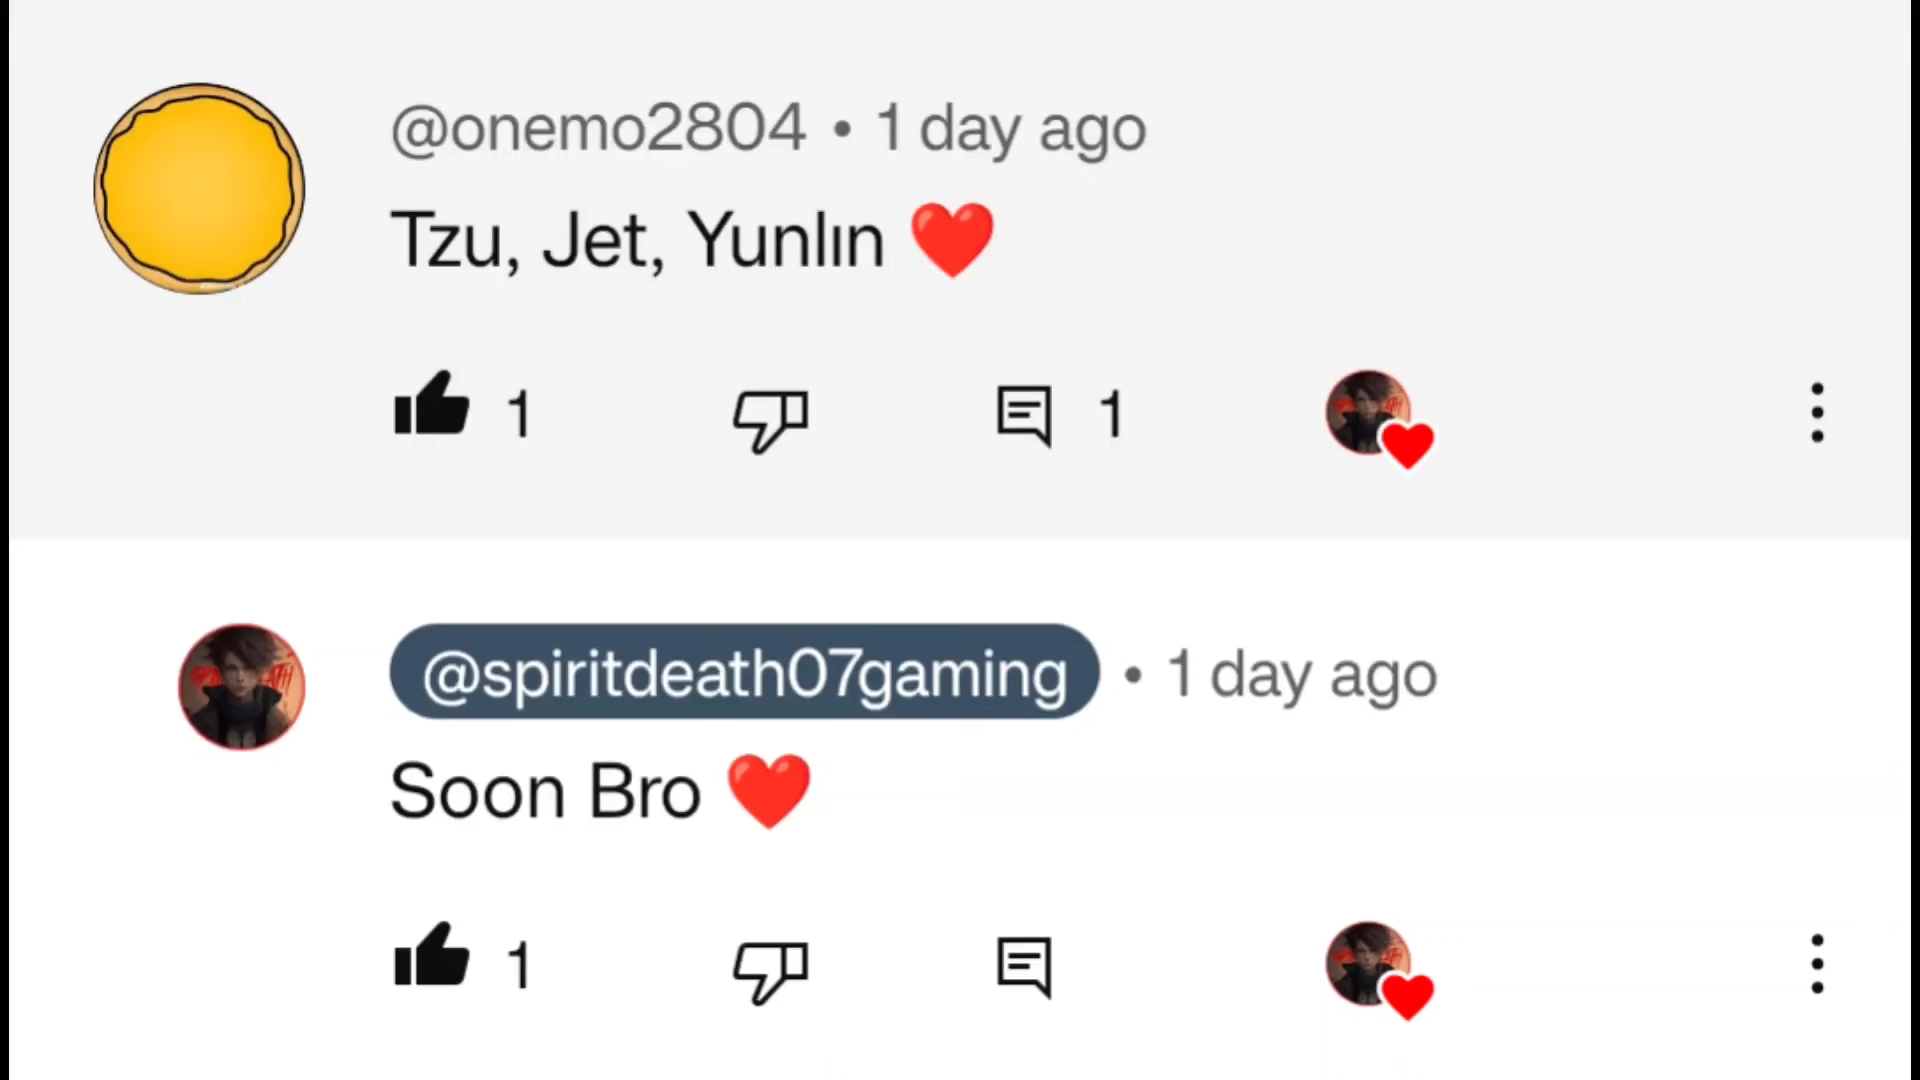 @onemo2804 • 1 day ago
Tzu, Jet, Yunlın ❤️
1 1
@spiritdeath07gaming • 1 day ago
Soon Bro ❤️
1